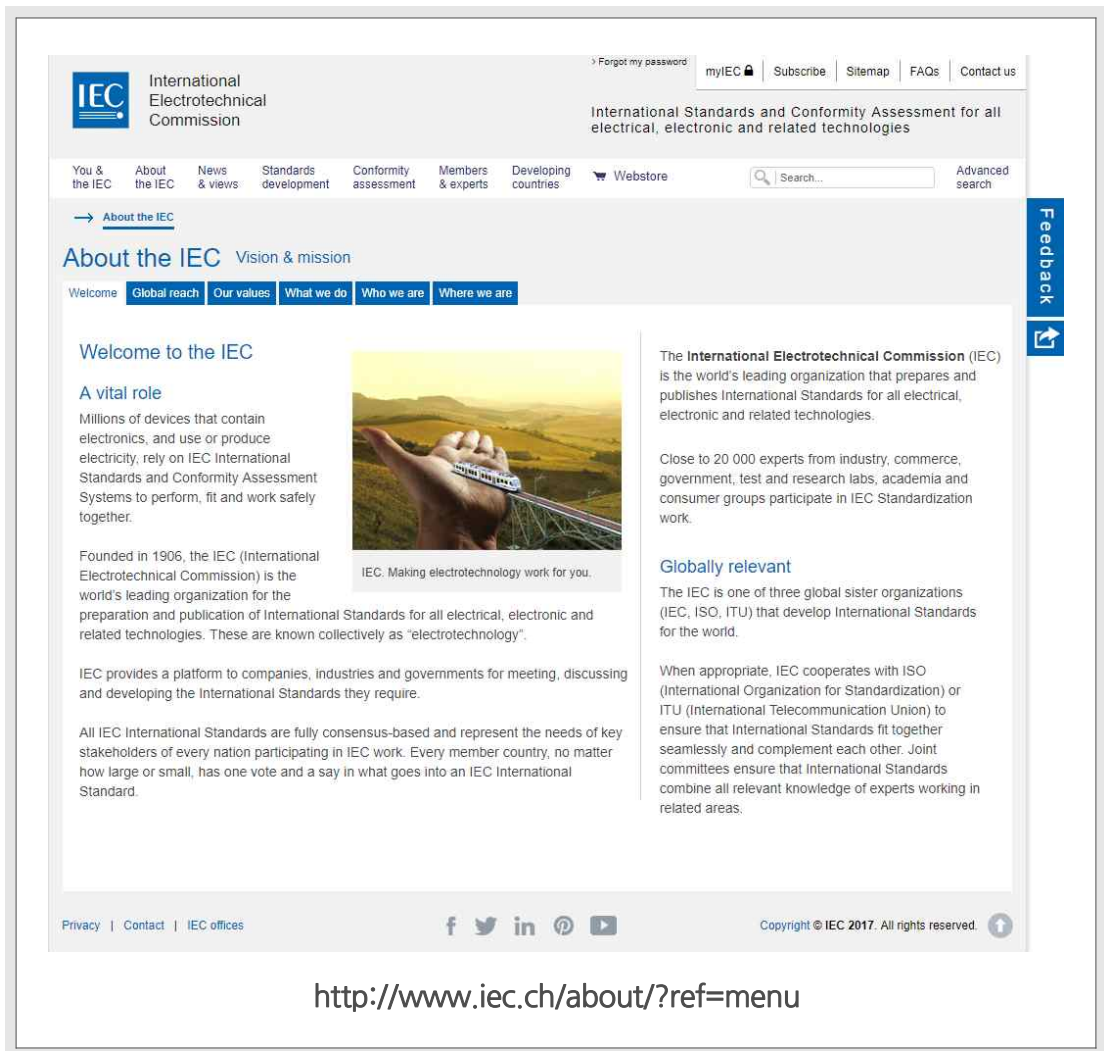 > Forgot my password
myIEC Subscribe Sitemap FAQs Contact us
IEC
International
Electrotechnical
Commission
International Standards and Conformity Assessment for all
electrical, electronic and related technologies
You &
the IEC
About
the IEC
News
& views
Standards
development
Conformity
assessment
Members
& experts
Developing
countries
Webstore
Search...
Advanced
search
Feedback
→ About the IEC
About the IEC Vision & mission
Welcome Global reach Our values What we do Who we are Where we are
Welcome to the IEC
A vital role
Millions of devices that contain
electronics, and use or produce
electricity, rely on IEC International
Standards and Conformity Assessment
Systems to perform, fit and work safely
together.
Founded in 1906, the IEC (International
Electrotechnical Commission) is the
world's leading organization for the
preparation and publication of International Standards for all electrical, electronic and
related technologies. These are known collectively as “electrotechnology”.
IEC. Making electrotechnology work for you.
IEC provides a platform to companies, industries and governments for meeting, discussing
and developing the International Standards they require.
All IEC International Standards are fully consensus-based and represent the needs of key
stakeholders of every nation participating in IEC work. Every member country, no matter
how large or small, has one vote and a say in what goes into an IEC International
Standard.
The International Electrotechnical Commission (IEC)
is the world's leading organization that prepares and
publishes International Standards for all electrical,
electronic and related technologies.
Close to 20 000 experts from industry, commerce,
government, test and research labs, academia and
consumer groups participate in IEC Standardization
work.
Globally relevant
The IEC is one of three global sister organizations
(IEC, ISO, ITU) that develop International Standards
for the world.
When appropriate, IEC cooperates with ISO
(International Organization for Standardization) or
ITU (International Telecommunication Union) to
ensure that International Standards fit together
seamlessly and complement each other. Joint
committees ensure that International Standards
combine all relevant knowledge of experts working in
related areas.
Privacy | Contact | IEC offices
Copyright © IEC 2017. All rights reserved.
http://www.iec.ch/about/?ref=menu